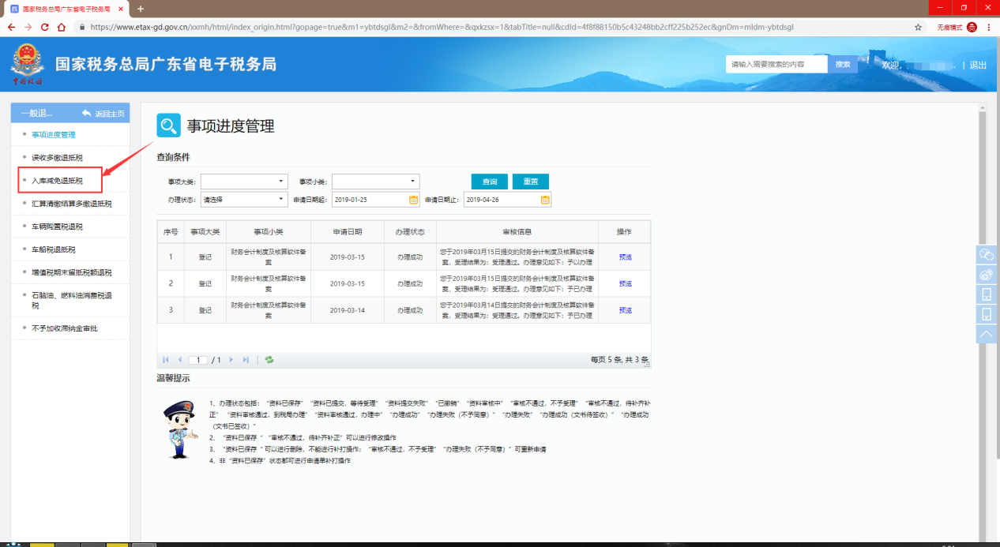 国家税务总局广东省电子税务局
https://www.etax-gd.gov.cn/xxmh/html/index_origin.html?gopage=true&m1=ybtdsgl&m2=&fromWhere=&qxkzsx=1&tabTitle=null&cdId=4f8f88150b5c43248bb2cff225b252ec&gnDm=mldm-ybtdsgl
无痕模式
国家税务总局广东省电子税务局
中国税务
请输入需要搜索的内容 搜索
欢迎, | 退出
一般退... 返回主页
事项进度管理
误收多缴退抵税
入库减免退抵税
汇算清缴结算多缴退抵税
车辆购置税退税
车船税退抵税
增值税期末留抵税额退税
石脑油、燃料油消费税退
税
不予加收滞纳金审批
事项进度管理
查询条件
事项大类: 事项小类: 查询 重置
办理状态: 请选择 申请日期起: 2019-01-25 申请日期止: 2019-04-26
序号 事项大类 事项小类 申请日期 办理状态 审核信息 操作
1 登记 财务会计制度及核算软件备案 2019-03-15 办理成功 您于2019年03月15日提交的财务会计制度及核算软件备案，受理结果为：受理通过。办理意见如下：予以办理 预览
2 登记 财务会计制度及核算软件备案 2019-03-15 办理成功 您于2019年03月15日提交的财务会计制度及核算软件备案，受理结果为：受理通过。办理意见如下：予已办理 预览
3 登记 财务会计制度及核算软件备案 2019-03-14 办理成功 您于2019年03月14日提交的财务会计制度及核算软件备案，受理结果为：受理通过。办理意见如下：予已办理 预览
1 / 1 每页 5 条, 共 3 条
温馨提示
1、办理状态包括：“资料已保存” “资料已提交，等待受理” “资料提交失败” “已撤销” “资料审核中” “审核不通过，不予受理” “审核不通过，待补齐补
正” “资料审核通过，到税局办理” “资料审核通过，办理中” “办理成功” “办理失败（不予同意）” “办理失败” “办理成功（文书待签收）” “办理成功
（文书已签收）”
2、“资料已保存 ” “审核不通过，待补齐补正”可以进行修改操作
3、“资料已保存 ”可以进行删除，不能进行补打操作；“审核不通过，不予受理” “办理失败（不予同意）”可重新申请
4、非“资料已保存”状态都可进行申请单补打操作